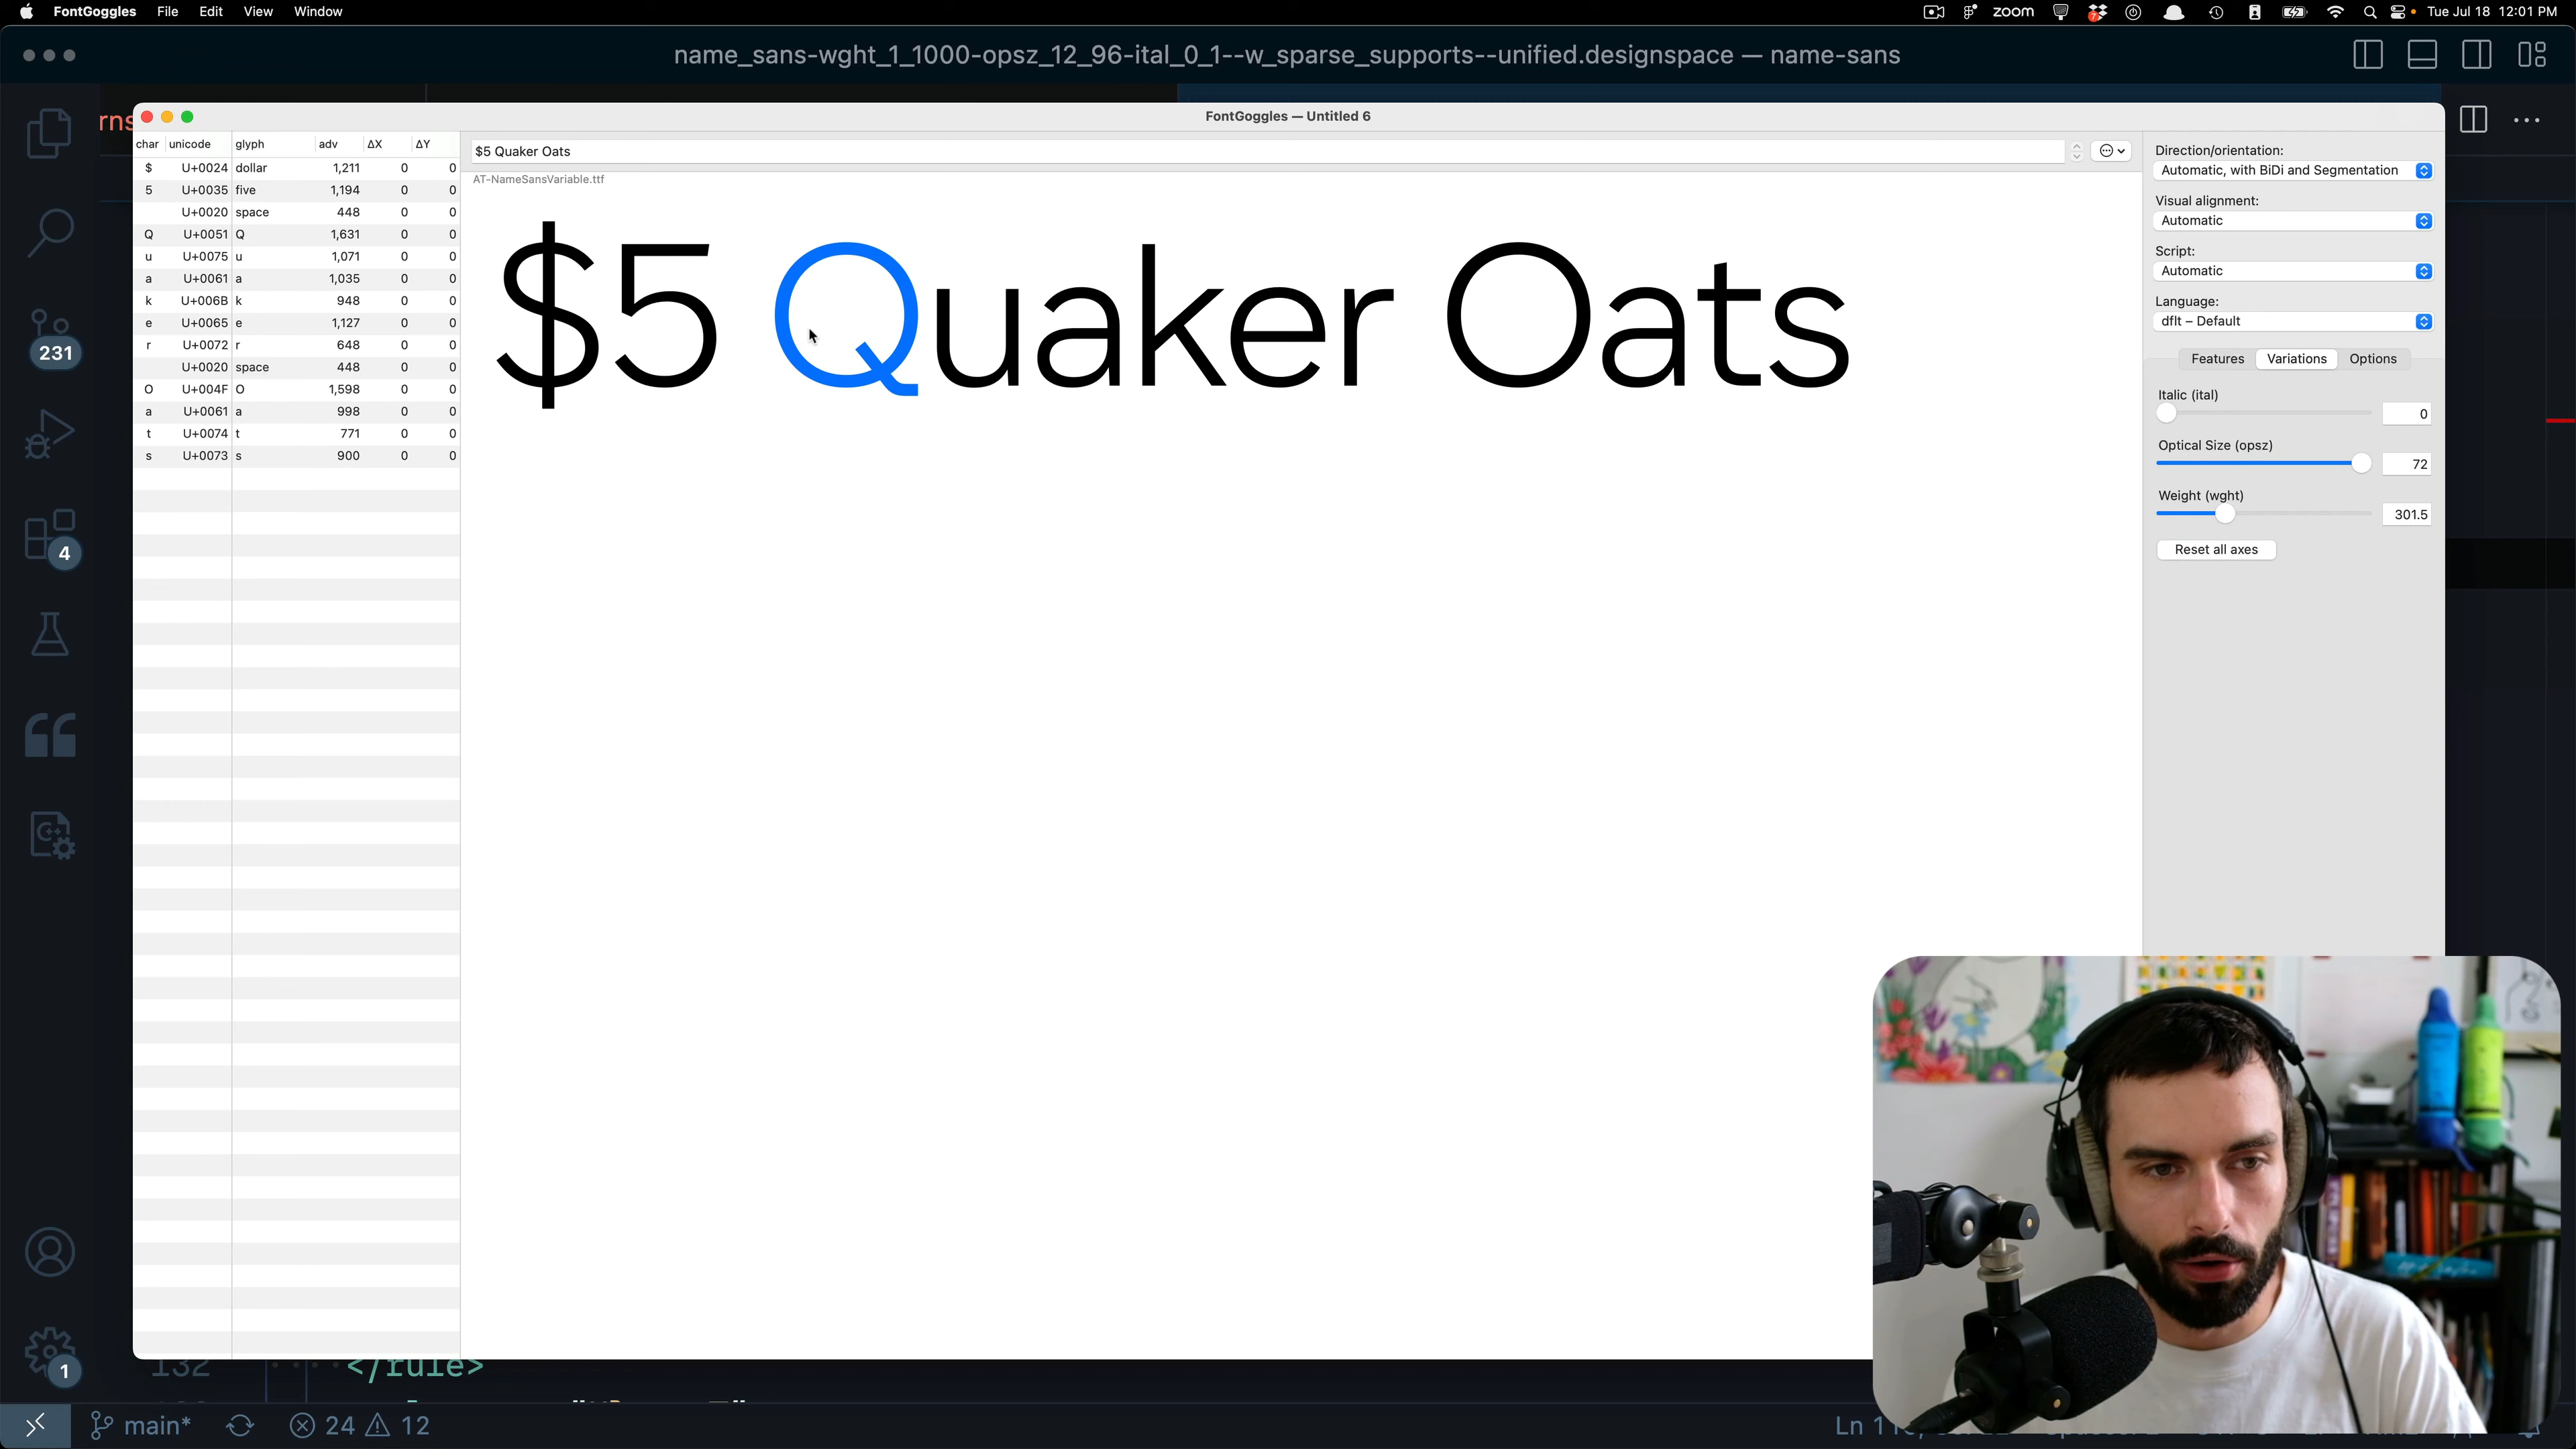 FontGoggles File Edit View Window
zoom
7
Tue Jul 18 12:01 PM
name_sans-wght_1_1000-opsz_12_96-ital_0_1--w_sparse_supports--unified.designspace — name-sans
rns
FontGoggles — Untitled 6
char unicode glyph adv ΔX ΔY
$ U+0024 dollar 1,211 0 0
5 U+0035 five 1,194 0 0
U+0020 space 448 0 0
Q U+0051 Q 1,631 0 0
u U+0075 u 1,071 0 0
a U+0061 a 1,035 0 0
k U+006B k 948 0 0
e U+0065 e 1,127 0 0
r U+0072 r 648 0 0
U+0020 space 448 0 0
O U+004F O 1,598 0 0
a U+0061 a 998 0 0
t U+0074 t 771 0 0
s U+0073 s 900 0 0
$5 Quaker Oats
AT-NameSansVariable.ttf
$5 Quaker Oats
Direction/orientation:
Automatic, with BiDi and Segmentation
Visual alignment:
Automatic
Script:
Automatic
Language:
dflt – Default
Features Variations Options
Italic (ital)
0
Optical Size (opsz)
72
Weight (wght)
301.5
Reset all axes
231
4
1
132 </rule>
main* 24 12
Ln 1